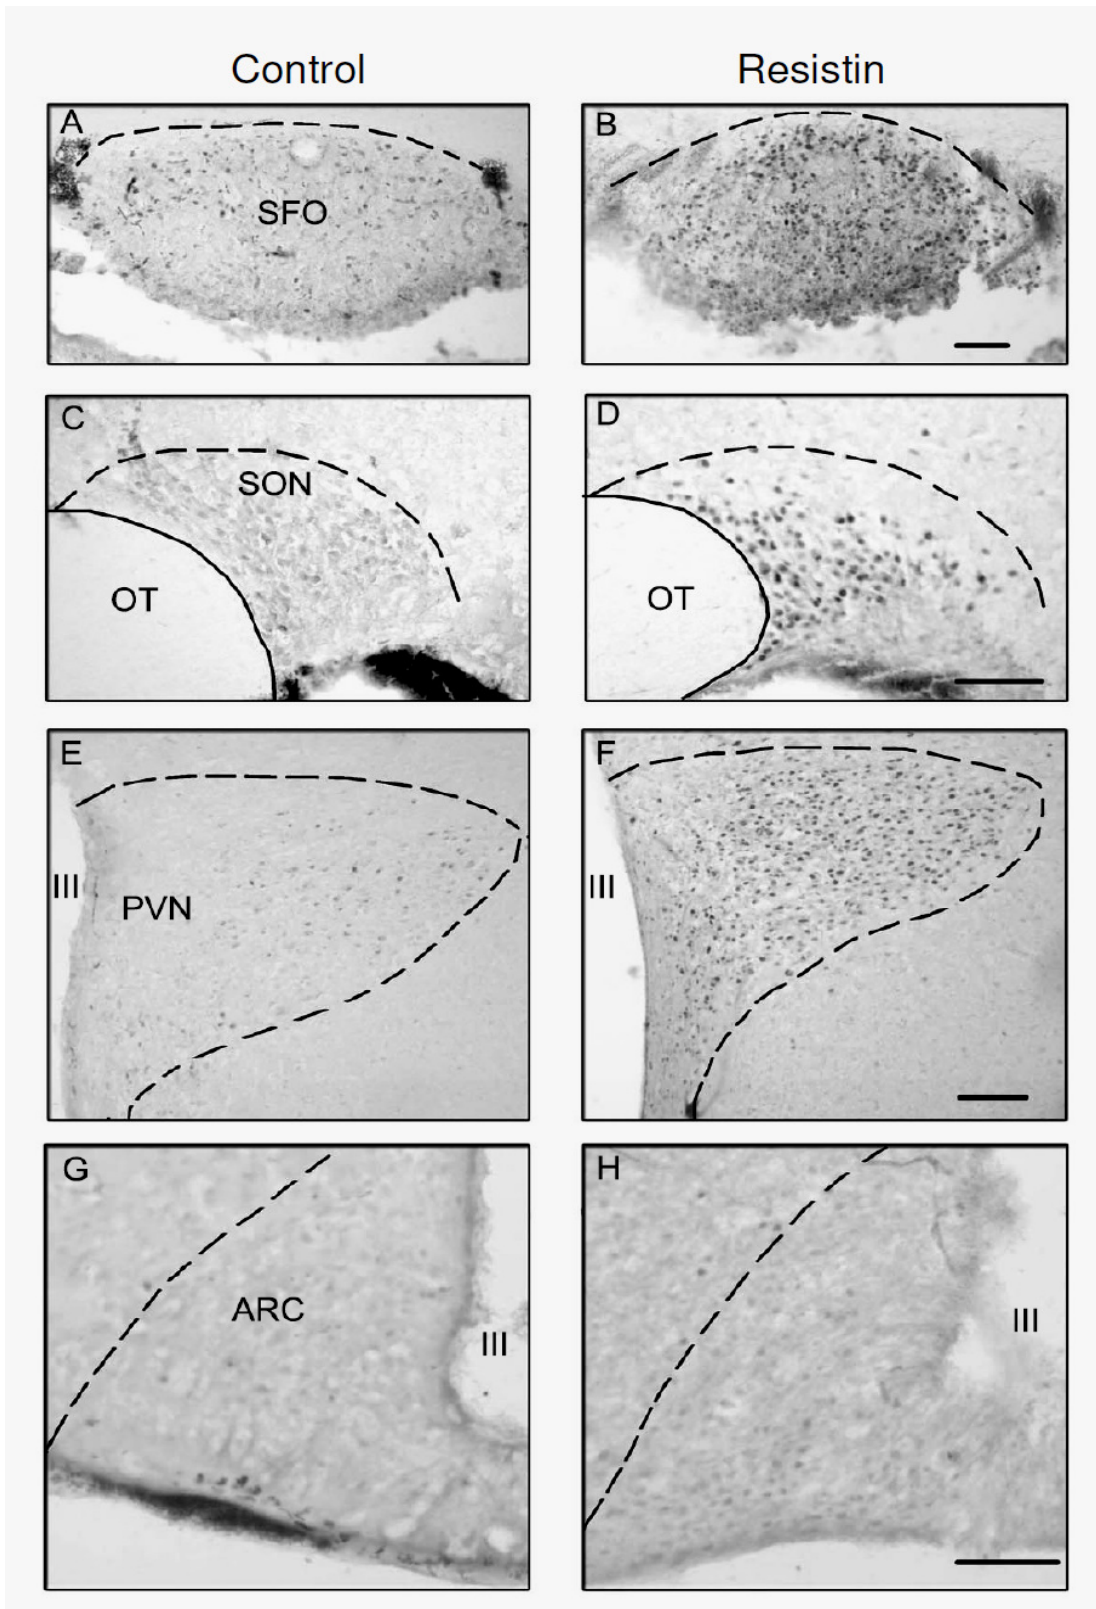 Control Resistin
A B
SFO
C D
SON
OT OT
E F
III III
PVN
G H
ARC
III III